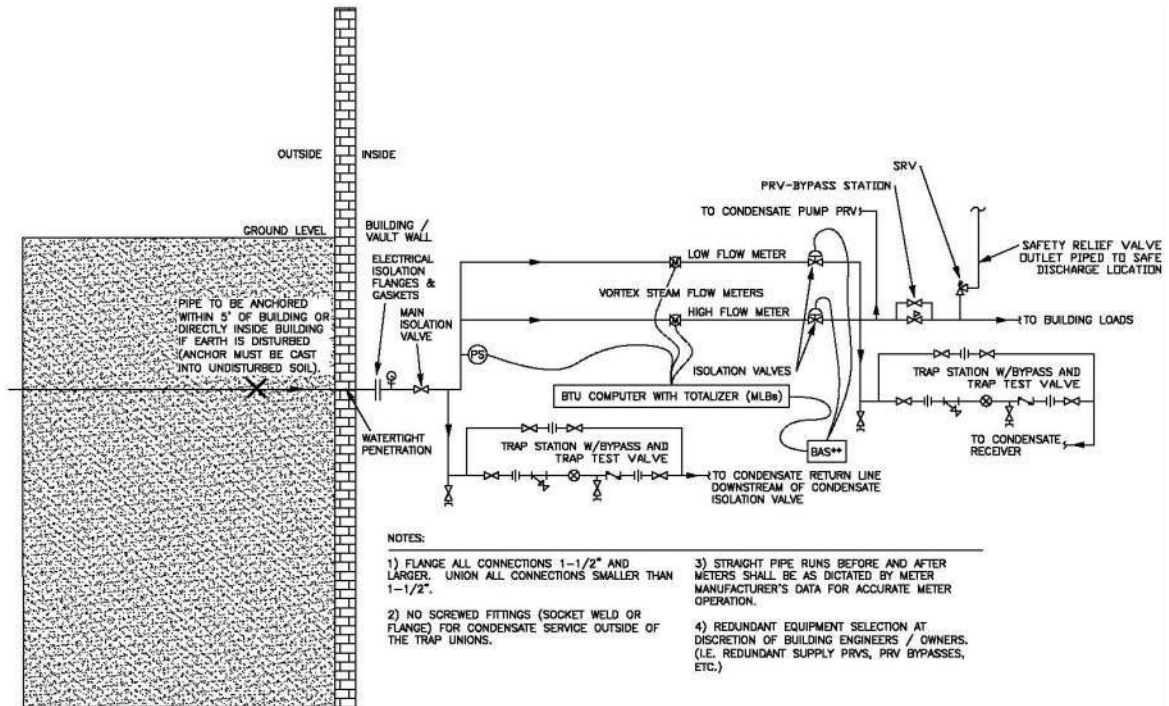 OUTSIDE
INSIDE
SRV
PRV-BYPASS STATION
TO CONDENSATE PUMP PRV
GROUND LEVEL
BUILDING /
VAULT WALL
ELECTRICAL
ISOLATION
FLANGES &
GASKETS
MAIN
ISOLATION
VALVE
PIPE TO BE ANCHORED
WITHIN 5' OF BUILDING OR
DIRECTLY INSIDE BUILDING
IF EARTH IS DISTURBED
(ANCHOR MUST BE CAST
INTO UNDISTURBED SOIL).
LOW FLOW METER
VORTEX STEAM FLOW METERS
HIGH FLOW METER
SAFETY RELIEF VALVE
OUTLET PIPED TO SAFE
DISCHARGE LOCATION
TO BUILDING LOADS
PS
ISOLATION VALVES
BTU COMPUTER WITH TOTALIZER (MLBs)
TRAP STATION W/BYPASS AND
TRAP TEST VALVE
WATERTIGHT
PENETRATION
TRAP STATION W/BYPASS AND
TRAP TEST VALVE
BAS**
TO CONDENSATE
RECEIVER
TO CONDENSATE RETURN LINE
DOWNSTREAM OF CONDENSATE
ISOLATION VALVE
NOTES:
1) FLANGE ALL CONNECTIONS 1-1/2" AND
LARGER. UNION ALL CONNECTIONS SMALLER THAN
1-1/2".
2) NO SCREWED FITTINGS (SOCKET WELD OR
FLANGE) FOR CONDENSATE SERVICE OUTSIDE OF
THE TRAP UNIONS.
3) STRAIGHT PIPE RUNS BEFORE AND AFTER
METERS SHALL BE AS DICTATED BY METER
MANUFACTURER'S DATA FOR ACCURATE METER
OPERATION.
4) REDUNDANT EQUIPMENT SELECTION AT
DISCRETION OF BUILDING ENGINEERS / OWNERS.
(I.E. REDUNDANT SUPPLY PRVS, PRV BYPASSES,
ETC.)